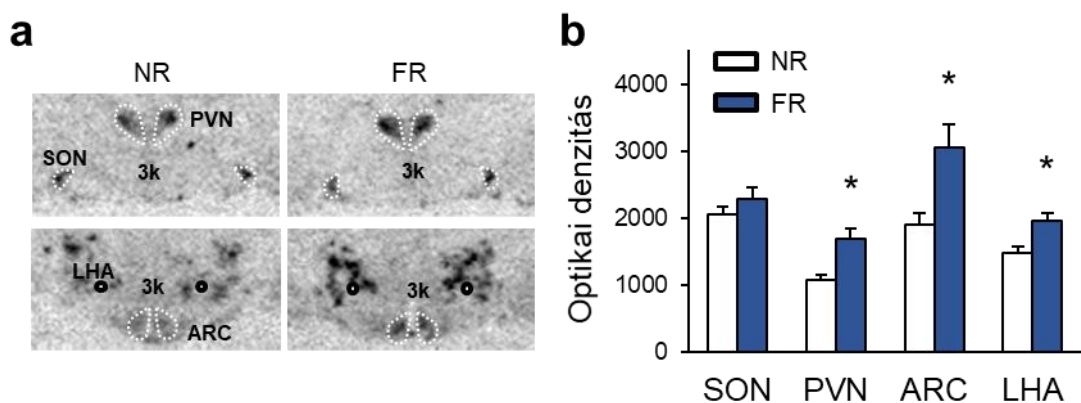 a
NR
FR
PVN
SON
3k
3k
LHA
3k
ARC
3k
b
NR
FR
Optikai denzitás
4000
3000
2000
1000
0
*
*
*
SON
PVN
ARC
LHA